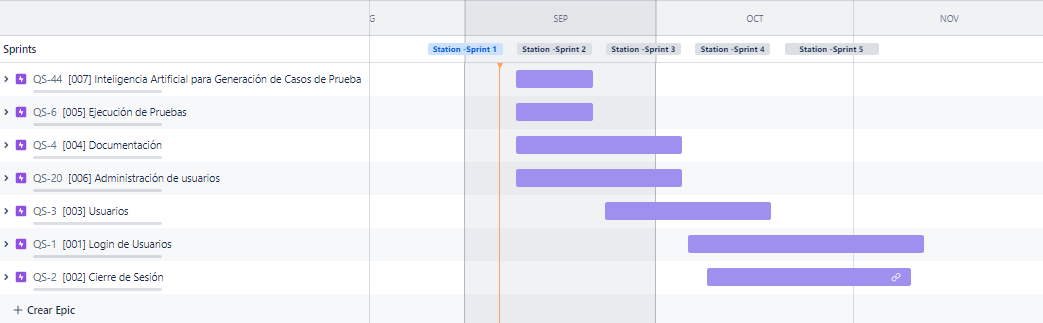 G SEP OCT NOV
Sprints Station -Sprint 1 Station -Sprint 2 Station -Sprint 3 Station -Sprint 4 Station -Sprint 5
QS-44 [007] Inteligencia Artificial para Generación de Casos de Prueba
QS-6 [005] Ejecución de Pruebas
QS-4 [004] Documentación
QS-20 [006] Administración de usuarios
QS-3 [003] Usuarios
QS-1 [001] Login de Usuarios
QS-2 [002] Cierre de Sesión
+ Crear Epic